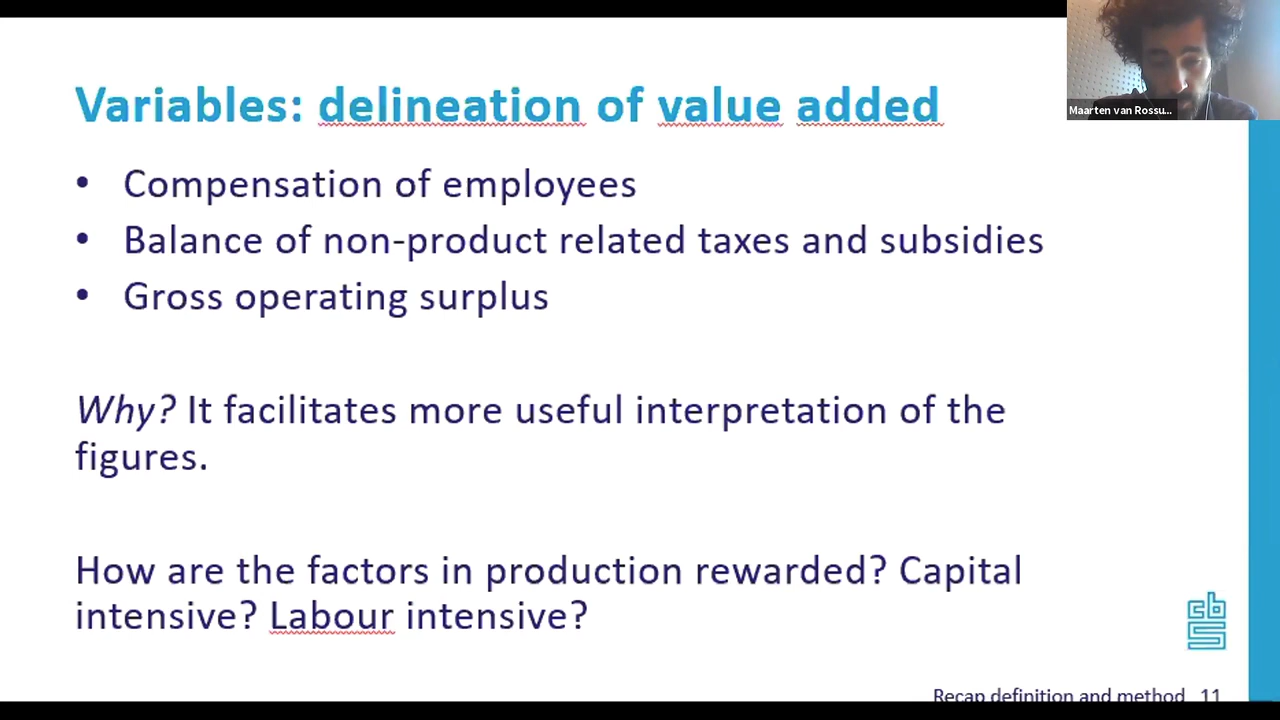 Variables: delineation of value added
Maarten van Rossu...
• Compensation of employees
• Balance of non-product related taxes and subsidies
• Gross operating surplus
Why? It facilitates more useful interpretation of the
figures.
How are the factors in production rewarded? Capital
intensive? Labour intensive?
cbs
Recap definition and method 11